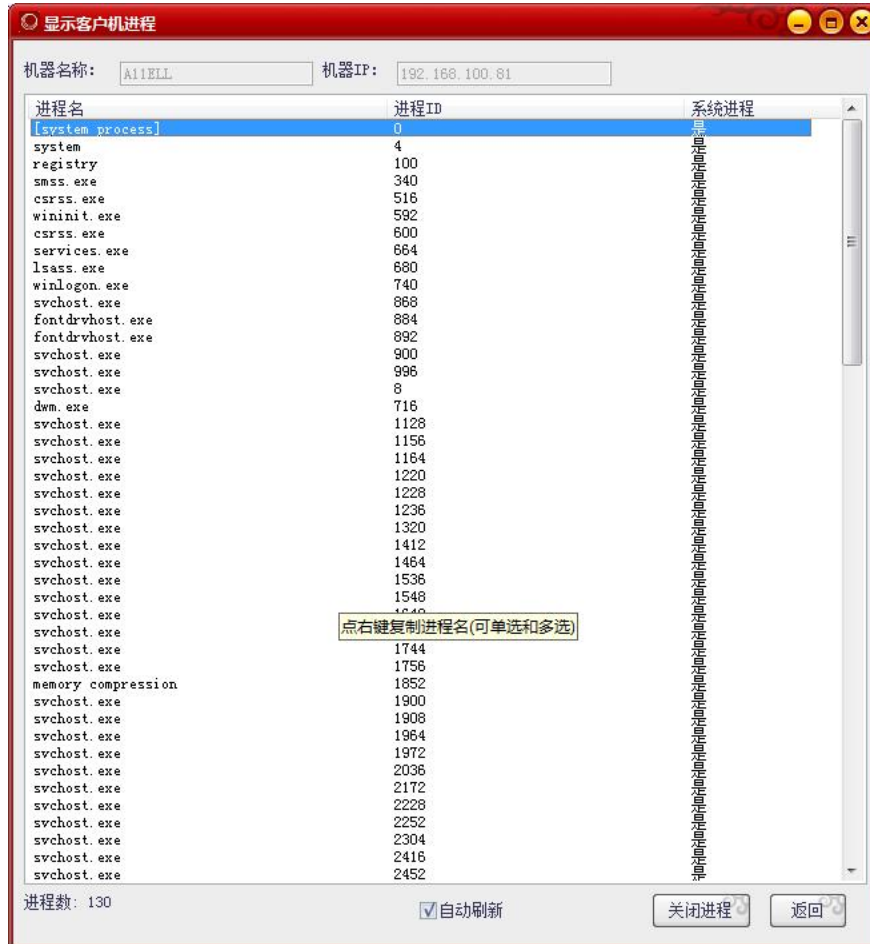 显示客户机进程
机器名称: A11ELL 机器IP: 192.168.100.81
进程名 进程ID 系统进程
[system process] 0 是
system 4 是
registry 100 是
smss.exe 340 是
csrss.exe 516 是
wininit.exe 592 是
csrss.exe 600 是
services.exe 664 是
lsass.exe 680 是
winlogon.exe 740 是
svchost.exe 868 是
fontdrvhost.exe 884 是
fontdrvhost.exe 892 是
svchost.exe 900 是
svchost.exe 996 是
svchost.exe 8 是
dwm.exe 716 是
svchost.exe 1128 是
svchost.exe 1156 是
svchost.exe 1164 是
svchost.exe 1220 是
svchost.exe 1228 是
svchost.exe 1236 是
svchost.exe 1320 是
svchost.exe 1412 是
svchost.exe 1464 是
svchost.exe 1536 是
svchost.exe 1548 是
svchost.exe 是
svchost.exe 是
点右键复制进程名(可单选和多选)
svchost.exe 1744 是
svchost.exe 1756 是
memory compression 1852 是
svchost.exe 1900 是
svchost.exe 1908 是
svchost.exe 1964 是
svchost.exe 1972 是
svchost.exe 2036 是
svchost.exe 2172 是
svchost.exe 2228 是
svchost.exe 2252 是
svchost.exe 2304 是
svchost.exe 2416 是
svchost.exe 2452 是
进程数: 130 自动刷新 关闭进程 返回